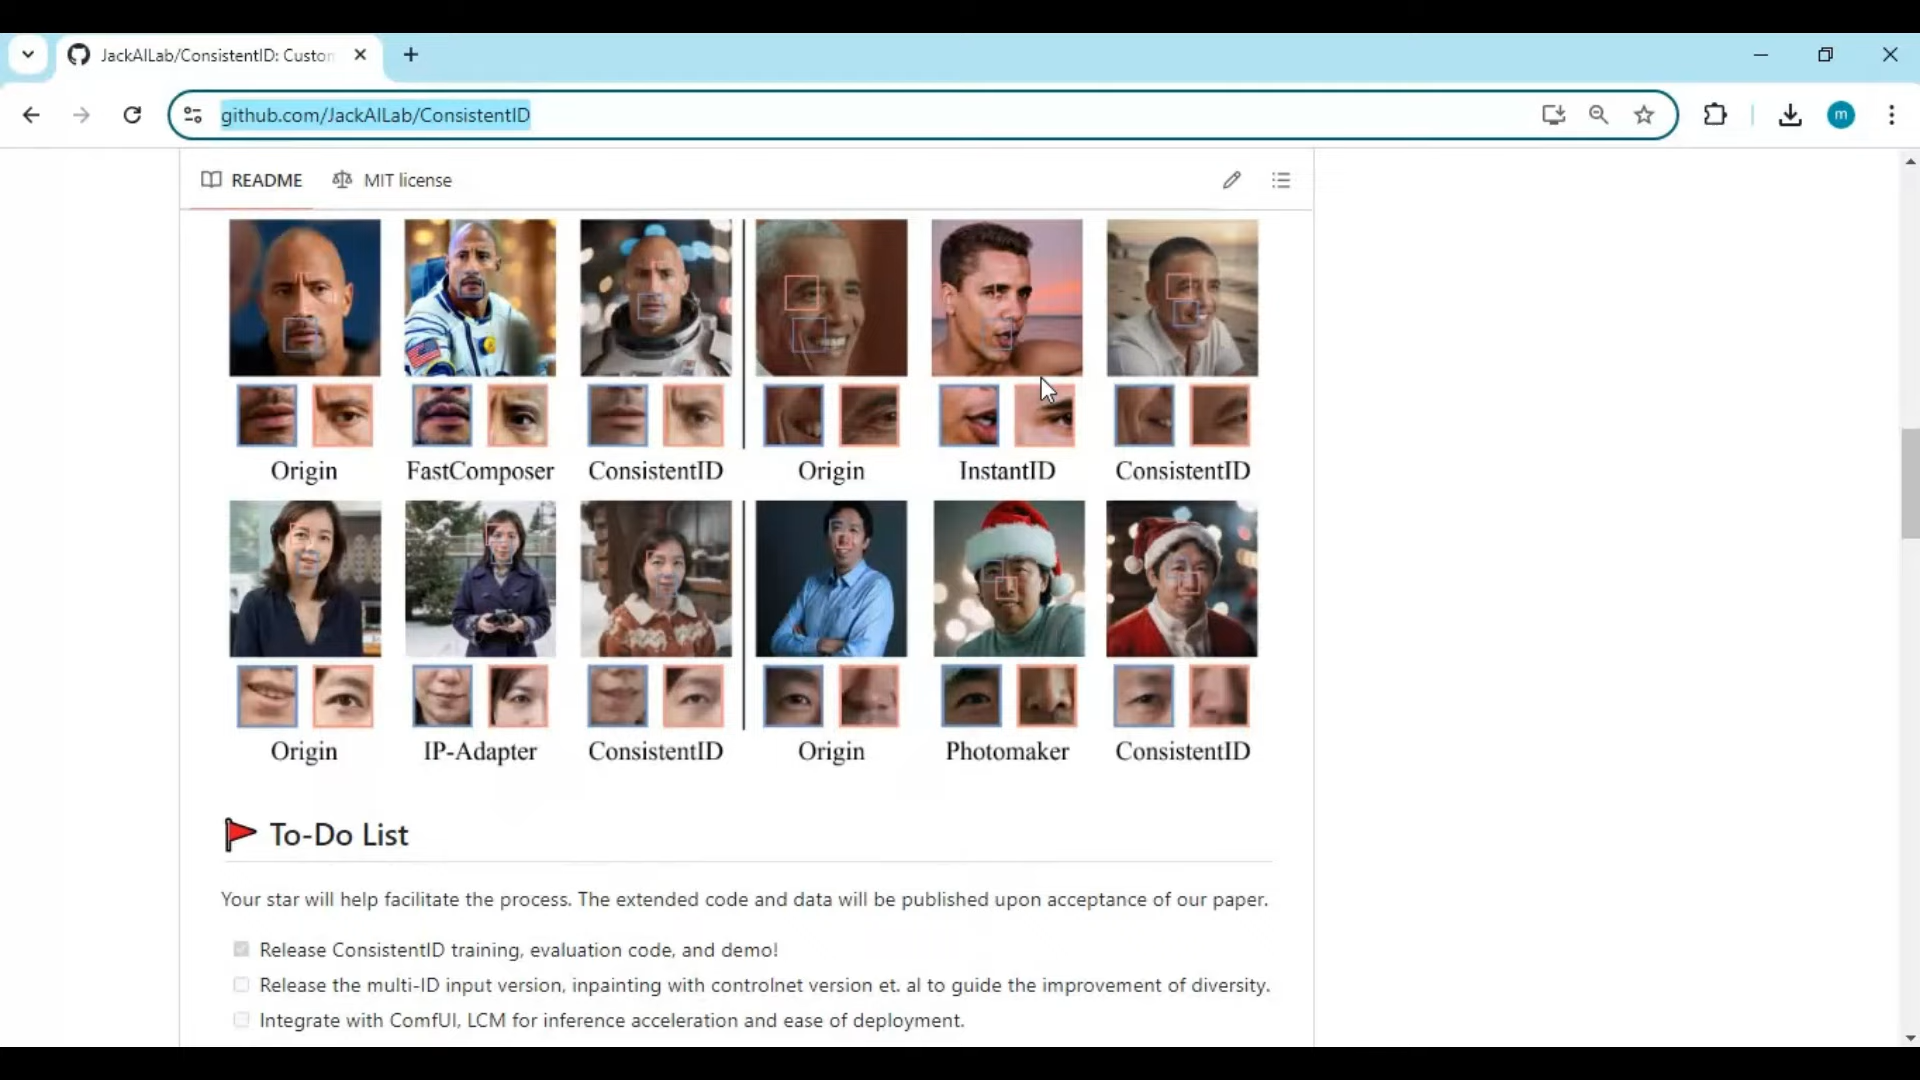 JackAILab/ConsistentID: Custon
github.com/JackAILab/ConsistentID
m
README
MIT license
Origin FastComposer ConsistentID Origin InstantID ConsistentID
Origin IP-Adapter ConsistentID Origin Photomaker ConsistentID
To-Do List
Your star will help facilitate the process. The extended code and data will be published upon acceptance of our paper.
Release ConsistentID training, evaluation code, and demo!
Release the multi-ID input version, inpainting with controlnet version et. al to guide the improvement of diversity.
Integrate with ComfUI, LCM for inference acceleration and ease of deployment.